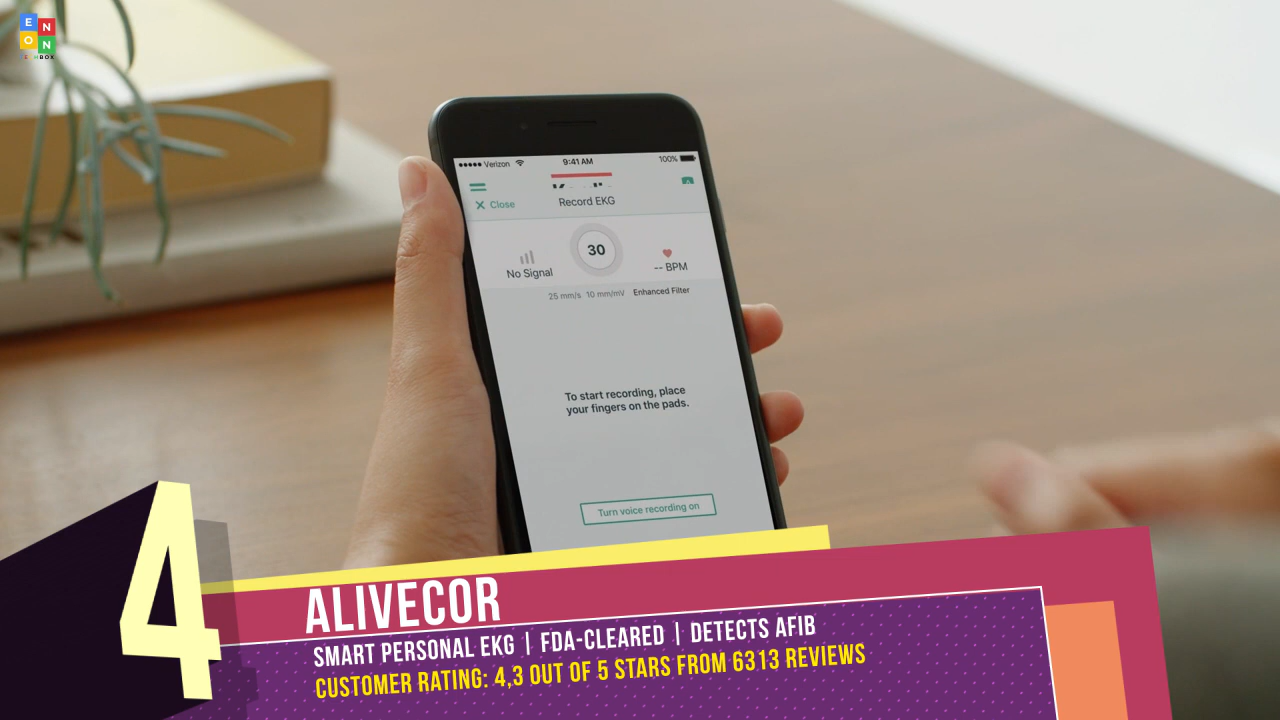 E N
O N
BOX
Verizon 9:41 AM 100%
Close Record EKG
30
No Signal -- BPM
25 mm/s 10 mm/mV Enhanced Filter
To start recording, place
your fingers on the pads.
Turn voice recording on
4
ALIVECOR
SMART PERSONAL EKG | FDA-CLEARED | DETECTS AFIB
CUSTOMER RATING: 4,3 OUT OF 5 STARS FROM 6313 REVIEWS